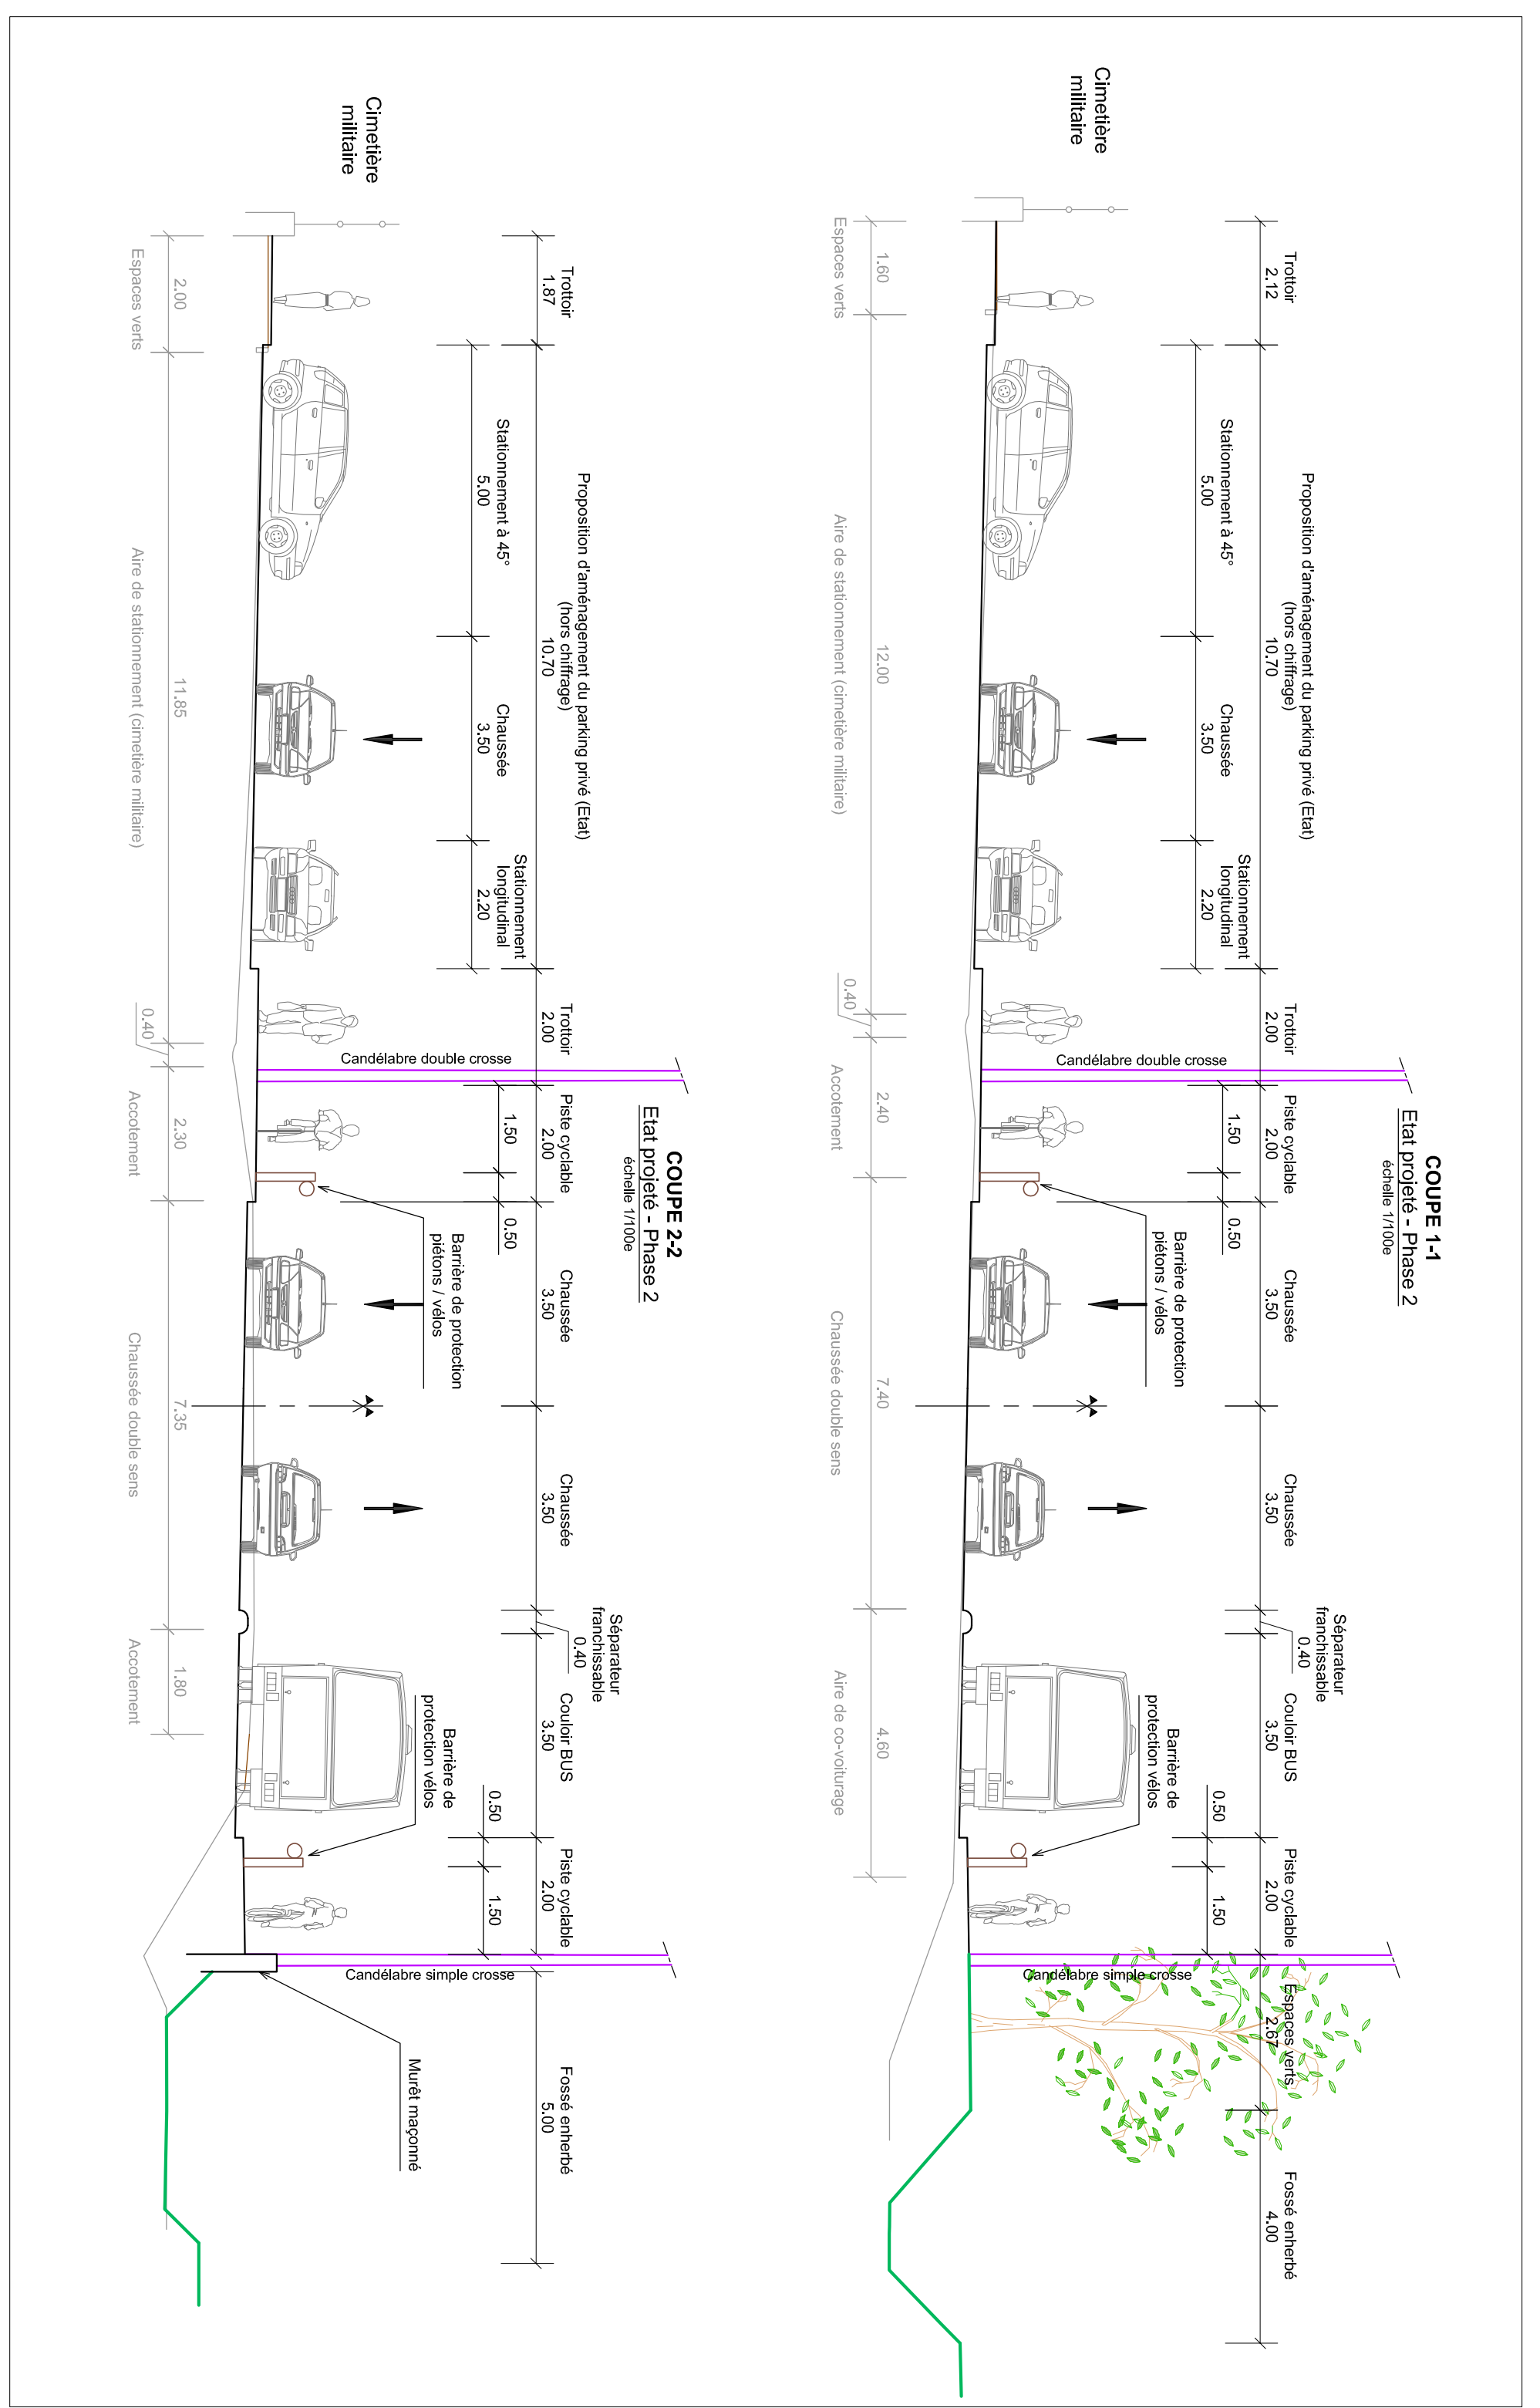 COUPE 1-1
Etat projeté - Phase 2
échelle 1/100e
Cimetière
militaire
Trottoir
2.12
Proposition d'aménagement du parking privé (Etat)
(hors chiffrage)
10.70
Trottoir
2.00
Piste cyclable
2.00
Chaussée
3.50
Chaussée
3.50
Séparateur
franchissable
0.40
Couloir BUS
3.50
Piste cyclable
2.00
Espaces verts
2.67
Fossé enherbé
4.00
Stationnement à 45°
5.00
Chaussée
3.50
Stationnement
longitudinal
2.20
1.50
0.50
0.50
1.50
Candélabre double crosse
Barrière de protection
piétons / vélos
Barrière de
protection vélos
Candélabre simple crosse
1.60
12.00
0.40
2.40
7.40
4.60
Espaces verts
Aire de stationnement (cimetière militaire)
Accotement
Chaussée double sens
Aire de co-voiturage
COUPE 2-2
Etat projeté - Phase 2
échelle 1/100e
Cimetière
militaire
Trottoir
1.87
Proposition d'aménagement du parking privé (Etat)
(hors chiffrage)
10.70
Trottoir
2.00
Piste cyclable
2.00
Chaussée
3.50
Chaussée
3.50
Séparateur
franchissable
0.40
Couloir BUS
3.50
Piste cyclable
2.00
Fossé enherbé
5.00
Stationnement à 45°
5.00
Chaussée
3.50
Stationnement
longitudinal
2.20
1.50
0.50
0.50
1.50
Candélabre double crosse
Barrière de protection
piétons / vélos
Barrière de
protection vélos
Candélabre simple crosse
Murêt maçonné
2.00
11.85
0.40
2.30
7.35
1.80
Espaces verts
Aire de stationnement (cimetière militaire)
Accotement
Chaussée double sens
Accotement